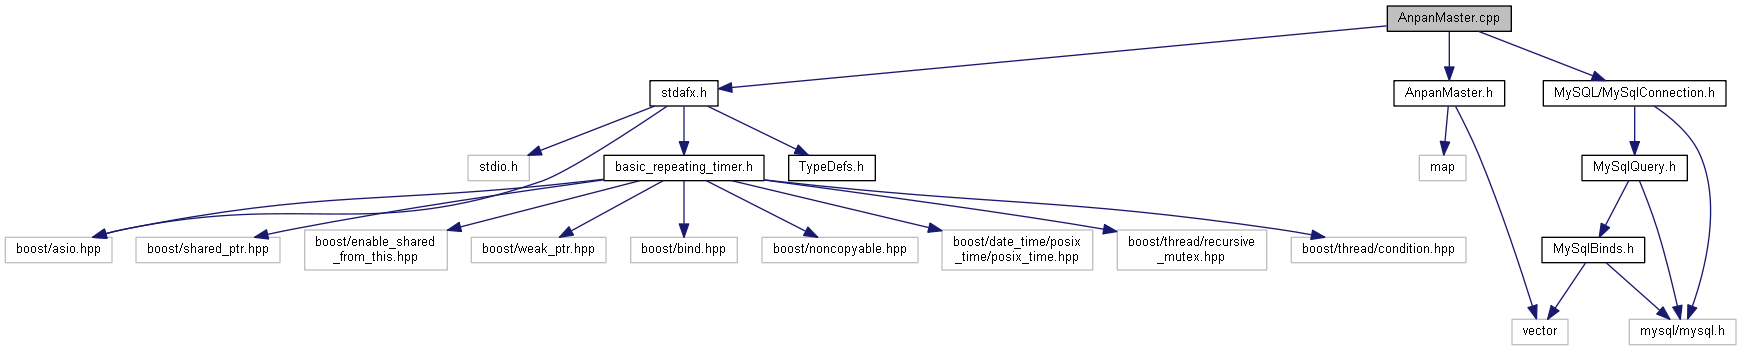 AnpanMaster.cpp
stdafx.h
AnpanMaster.h
MySQL/MySqlConnection.h
stdio.h
basic_repeating_timer.h
TypeDefs.h
map
MySqlQuery.h
boost/asio.hpp
boost/shared_ptr.hpp
boost/enable_shared
_from_this.hpp
boost/weak_ptr.hpp
boost/bind.hpp
boost/noncopyable.hpp
boost/date_time/posix
_time/posix_time.hpp
boost/thread/recursive
_mutex.hpp
boost/thread/condition.hpp
MySqlBinds.h
vector
mysql/mysql.h